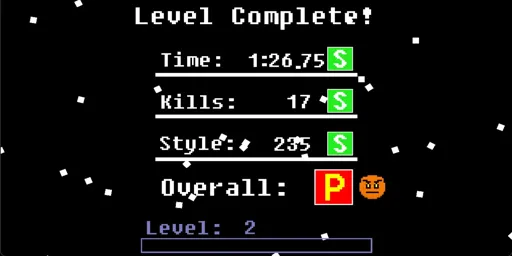 Level Complete!
Time: 1:26.75 S
Kills: 17 S
Style: 235 S
Overall: P
Level: 2